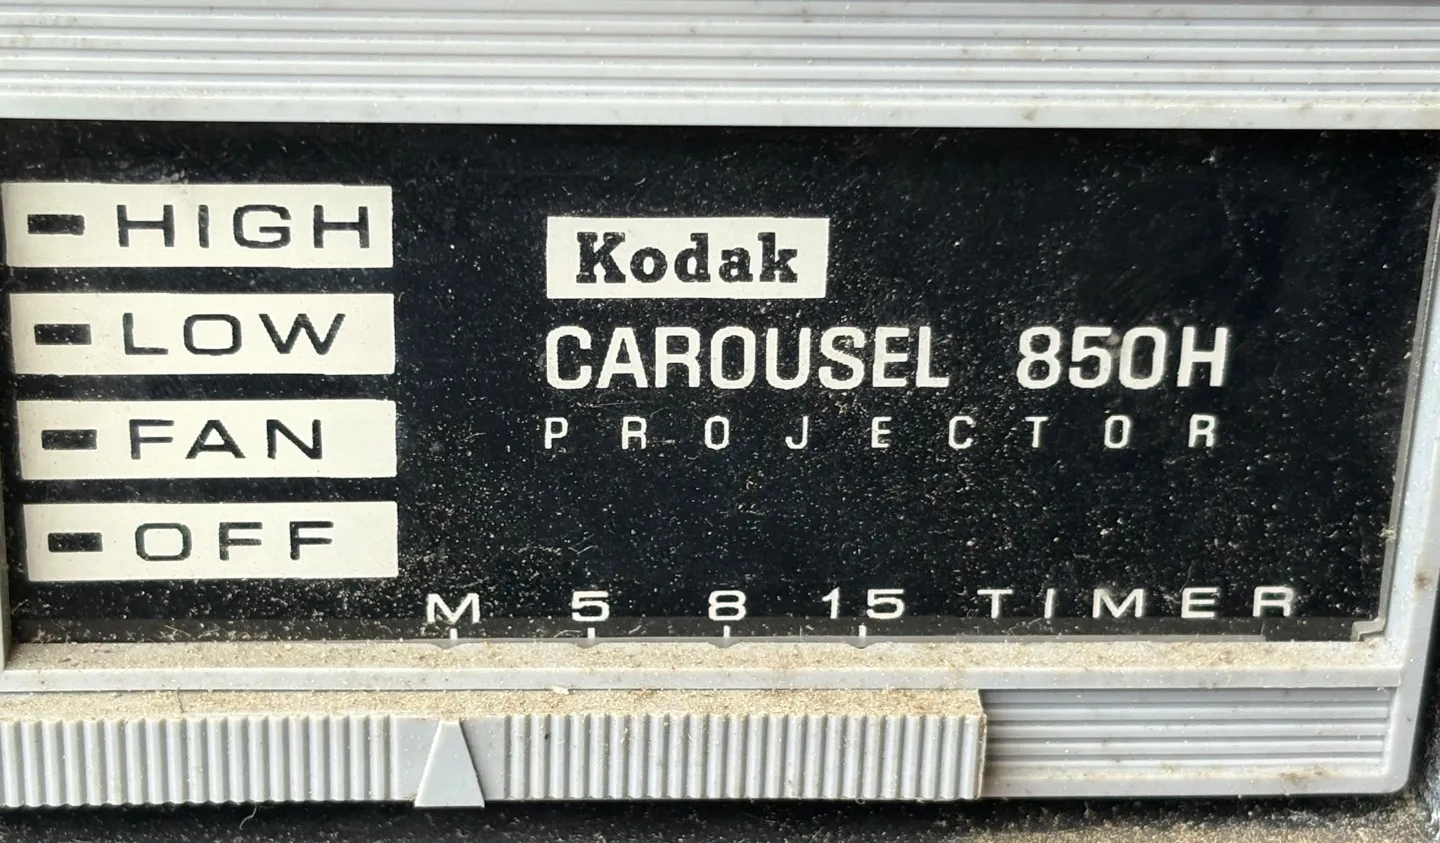 HIGH
LOW
FAN
OFF
Kodak
CAROUSEL 850H
PROJECTOR
M 5 8 15 TIMER